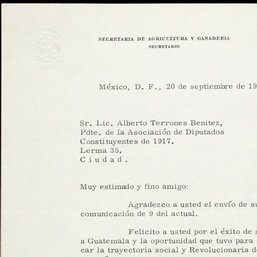 SECRETARIA DE AGRICULTURA Y GANADERIA
SECRETARIO
México, D. F., 20 de septiembre de 19
Sr. Lic. Alberto Terrones Benitez,
Pdte. de la Asociación de Diputados
Constituyentes de 1917.
Lerma 35.
C i u d a d .
Muy estimado y fino amigo:
Agradezco a usted el envío de su
comunicación de 9 del actual.
Felicito a usted por el éxito de s
a Guatemala y la oportunidad que tuvo para
car la trayectoria social y Revolucionaria d